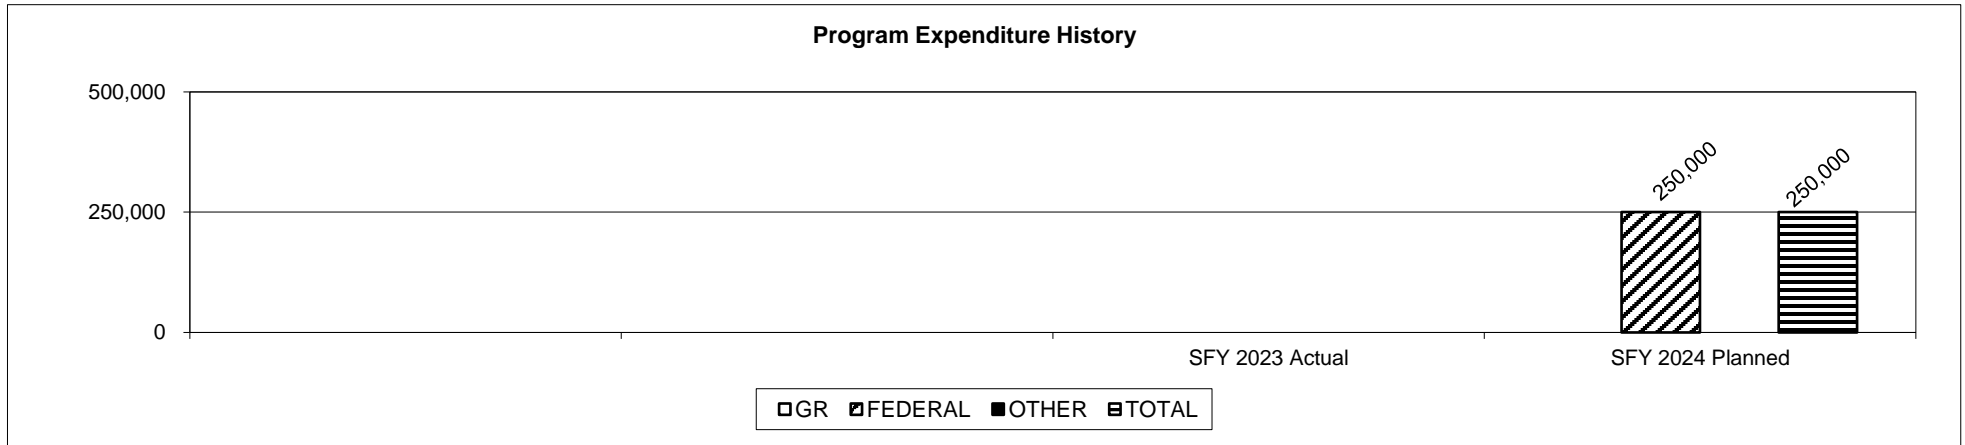 Program Expenditure History
500,000
250,000
0
250,000
250,000
SFY 2023 Actual
SFY 2024 Planned
GR FEDERAL OTHER TOTAL